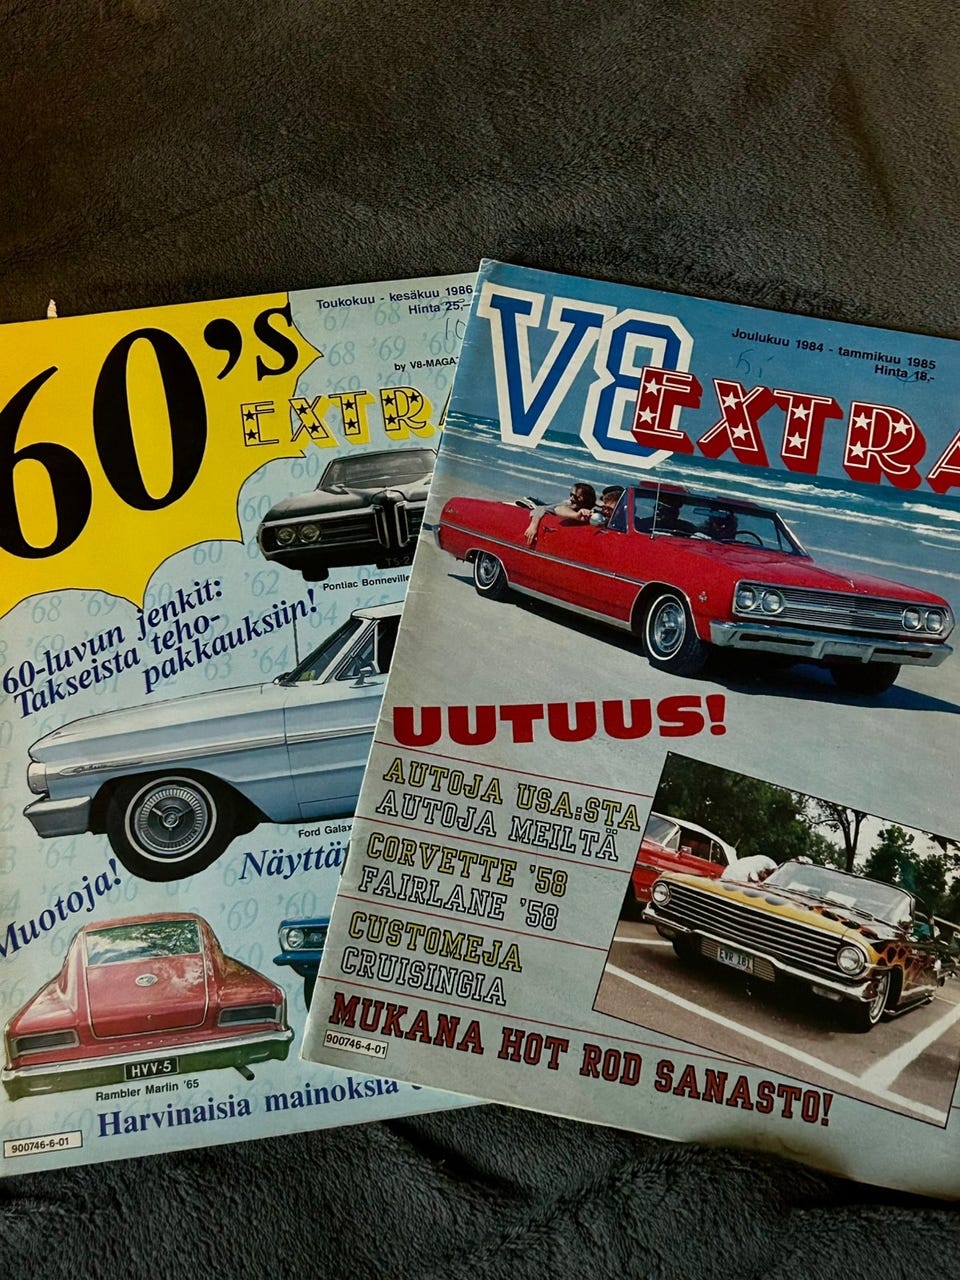 60's
EXTRA
Toukokuu - kesäkuu 1986
Hinta 25,-
by V8-MAGA
Pontiac Bonneville
60-luvun jenkit:
Takseista teho-
pakkauksiin!
Ford Galax
Näyttä
Muotoja!
HVV-5
Rambler Marlin '65
Harvinaisia mainoksia
900746-6-01
V8
EXTRA
Joulukuu 1984 - tammikuu 1985
Hinta 18,-
UUTUUS!
AUTOJA USA:STA
AUTOJA MEILTÄ
CORVETTE '58
FAIRLANE '58
CUSTOMEJA
CRUISINGIA
EVR 181
MUKANA HOT ROD SANASTO!
900746-4-01